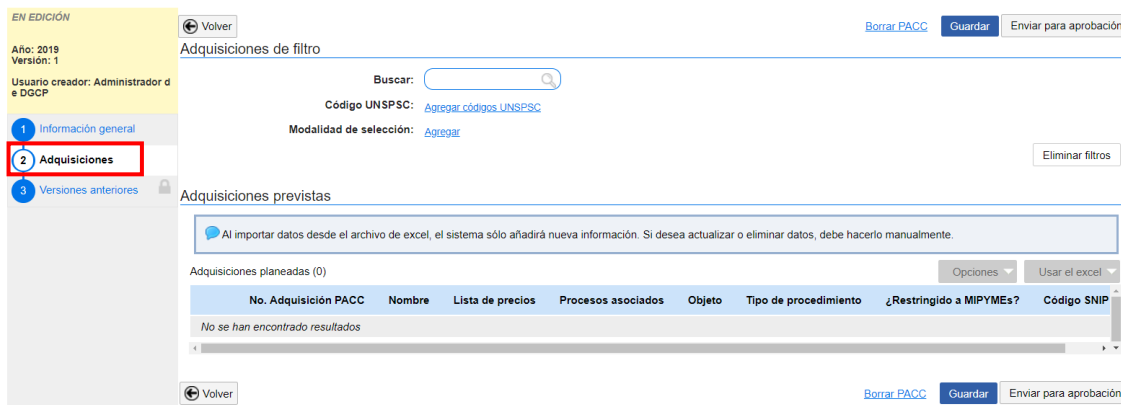 EN EDICIÓN
Año: 2019
Versión: 1
Usuario creador: Administrador d
e DGCP
1 Información general
2 Adquisiciones
3 Versiones anteriores
Volver
Borrar PACC Guardar Enviar para aprobación
Adquisiciones de filtro
Buscar:
Código UNSPSC: Agregar códigos UNSPSC
Modalidad de selección: Agregar
Eliminar filtros
Adquisiciones previstas
Al importar datos desde el archivo de excel, el sistema sólo añadirá nueva información. Si desea actualizar o eliminar datos, debe hacerlo manualmente.
Adquisiciones planeadas (0)
Opciones Usar el excel
No. Adquisición PACC Nombre Lista de precios Procesos asociados Objeto Tipo de procedimiento ¿Restringido a MIPYMEs? Código SNIP
No se han encontrado resultados
Volver
Borrar PACC Guardar Enviar para aprobación